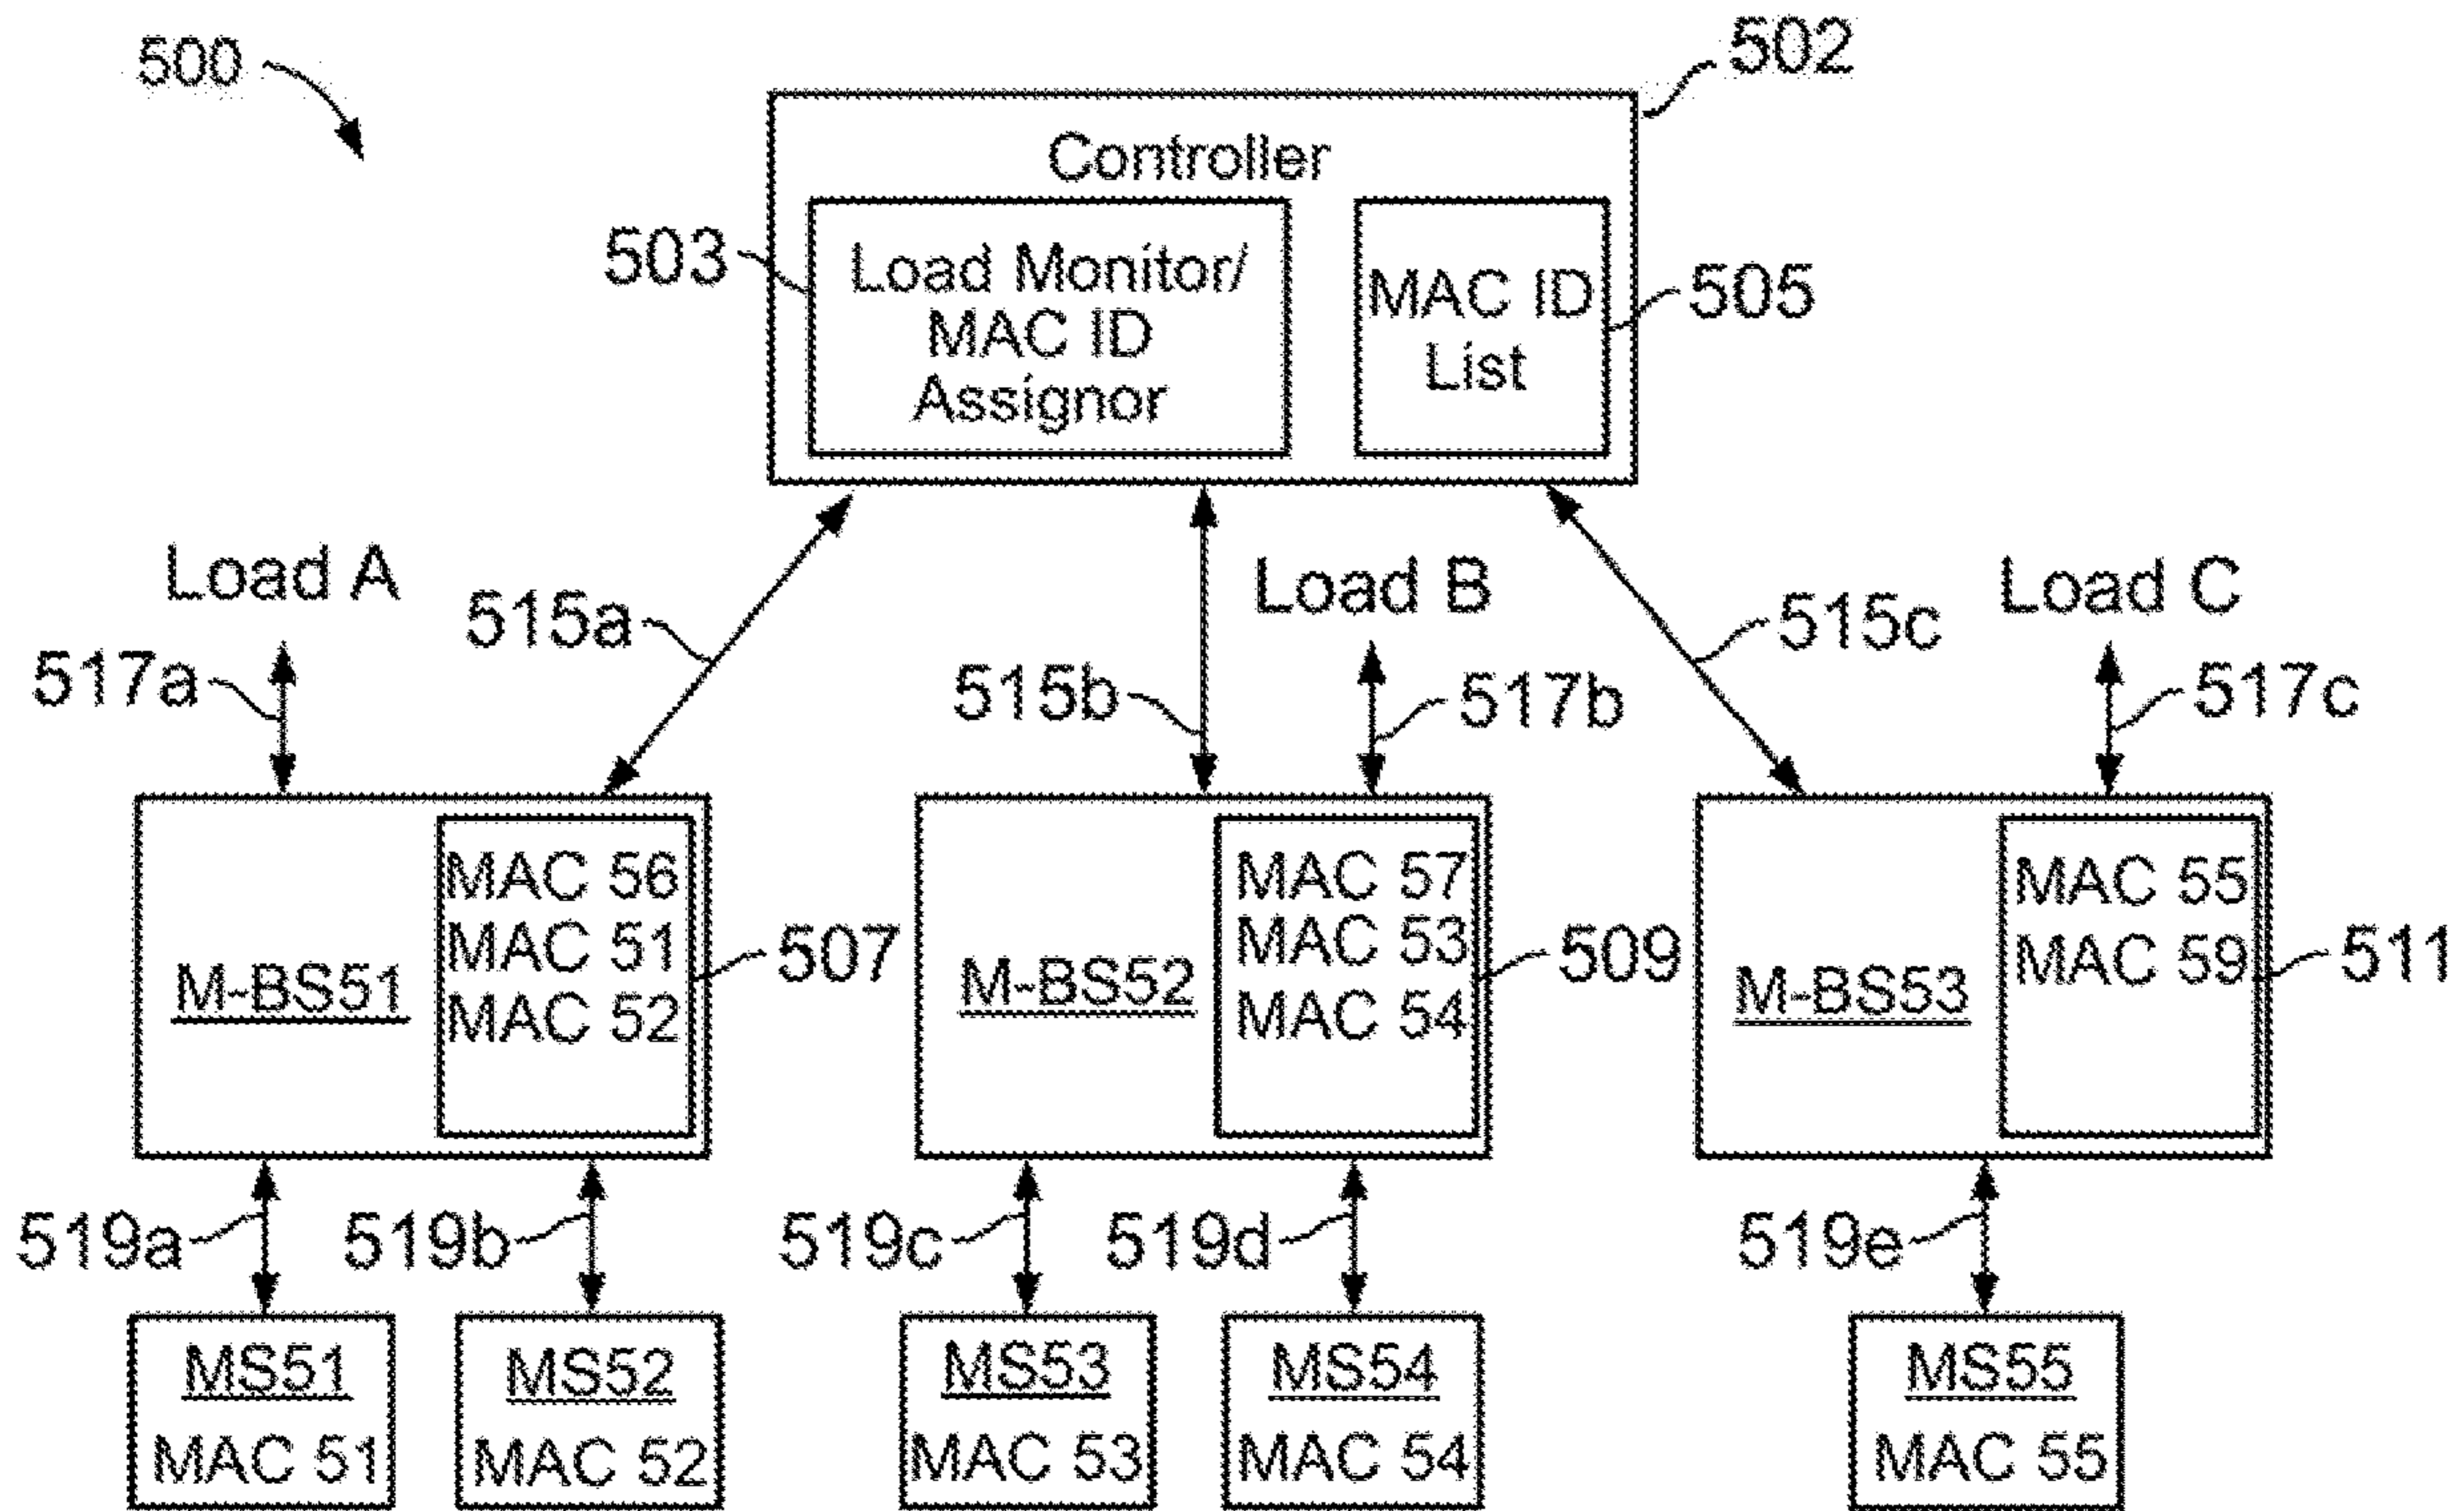 500
502
Controller
503
Load Monitor/
MAC ID
Assignor
MAC ID
List
505
Load A
515a
517a
Load B
515b
517b
515c
Load C
517c
M-BS51
MAC 56
MAC 51
MAC 52
507
M-BS52
MAC 57
MAC 53
MAC 54
509
M-BS53
MAC 55
MAC 59
511
519a
519b
519c
519d
519e
MS51
MAC 51
MS52
MAC 52
MS53
MAC 53
MS54
MAC 54
MS55
MAC 55